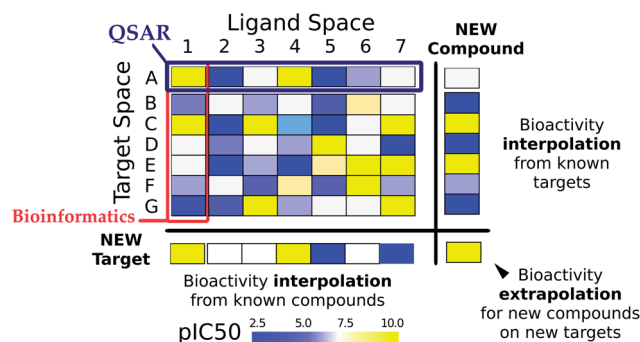 Ligand Space
QSAR
NEW
Compound
1 2 3 4 5 6 7
Target Space
A
B
C
D
E
F
G
Bioactivity
interpolation
from known
targets
Bioinformatics
NEW
Target
Bioactivity interpolation
from known compounds
Bioactivity
extrapolation
for new compounds
on new targets
pIC50
2.5 5.0 7.5 10.0